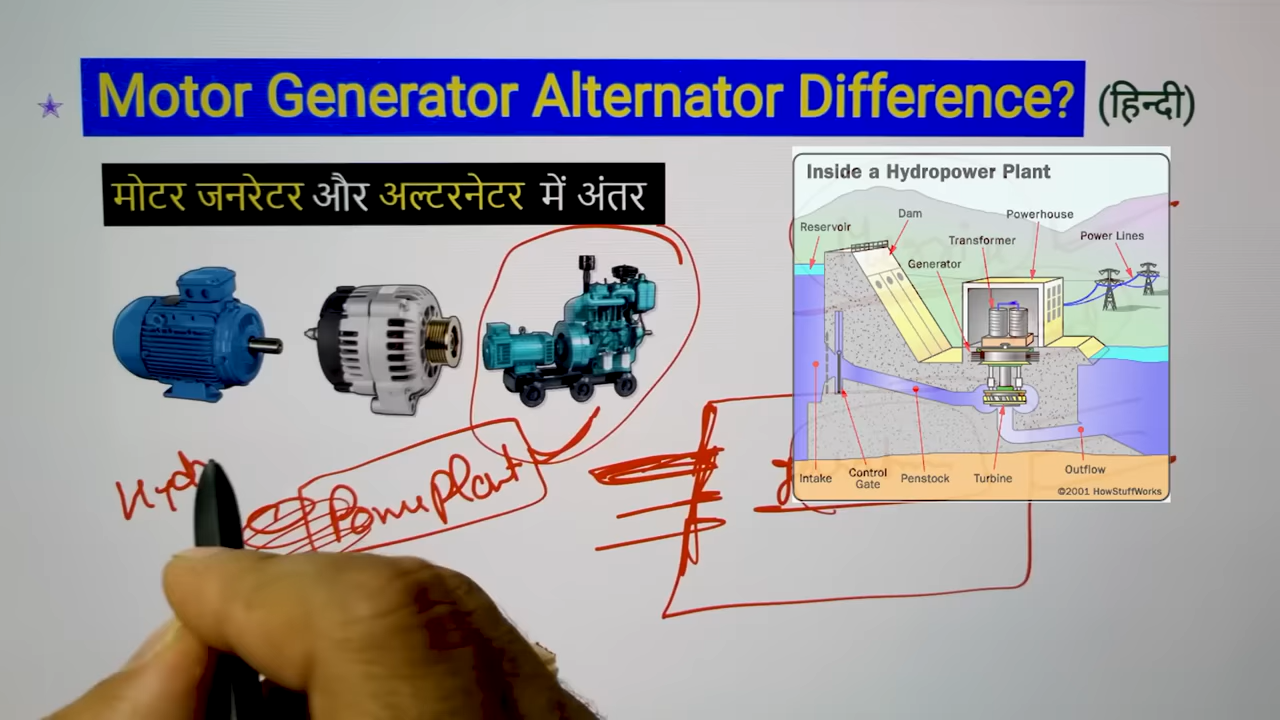 Motor Generator Alternator Difference? (हिन्दी)
मोटर जनरेटर और अल्टरनेटर में अंतर
Inside a Hydropower Plant
Reservoir
Dam
Powerhouse
Transformer
Power Lines
Generator
Intake
Control
Gate
Penstock
Turbine
Outflow
©2001 HowStuffWorks
Hyd
Plant